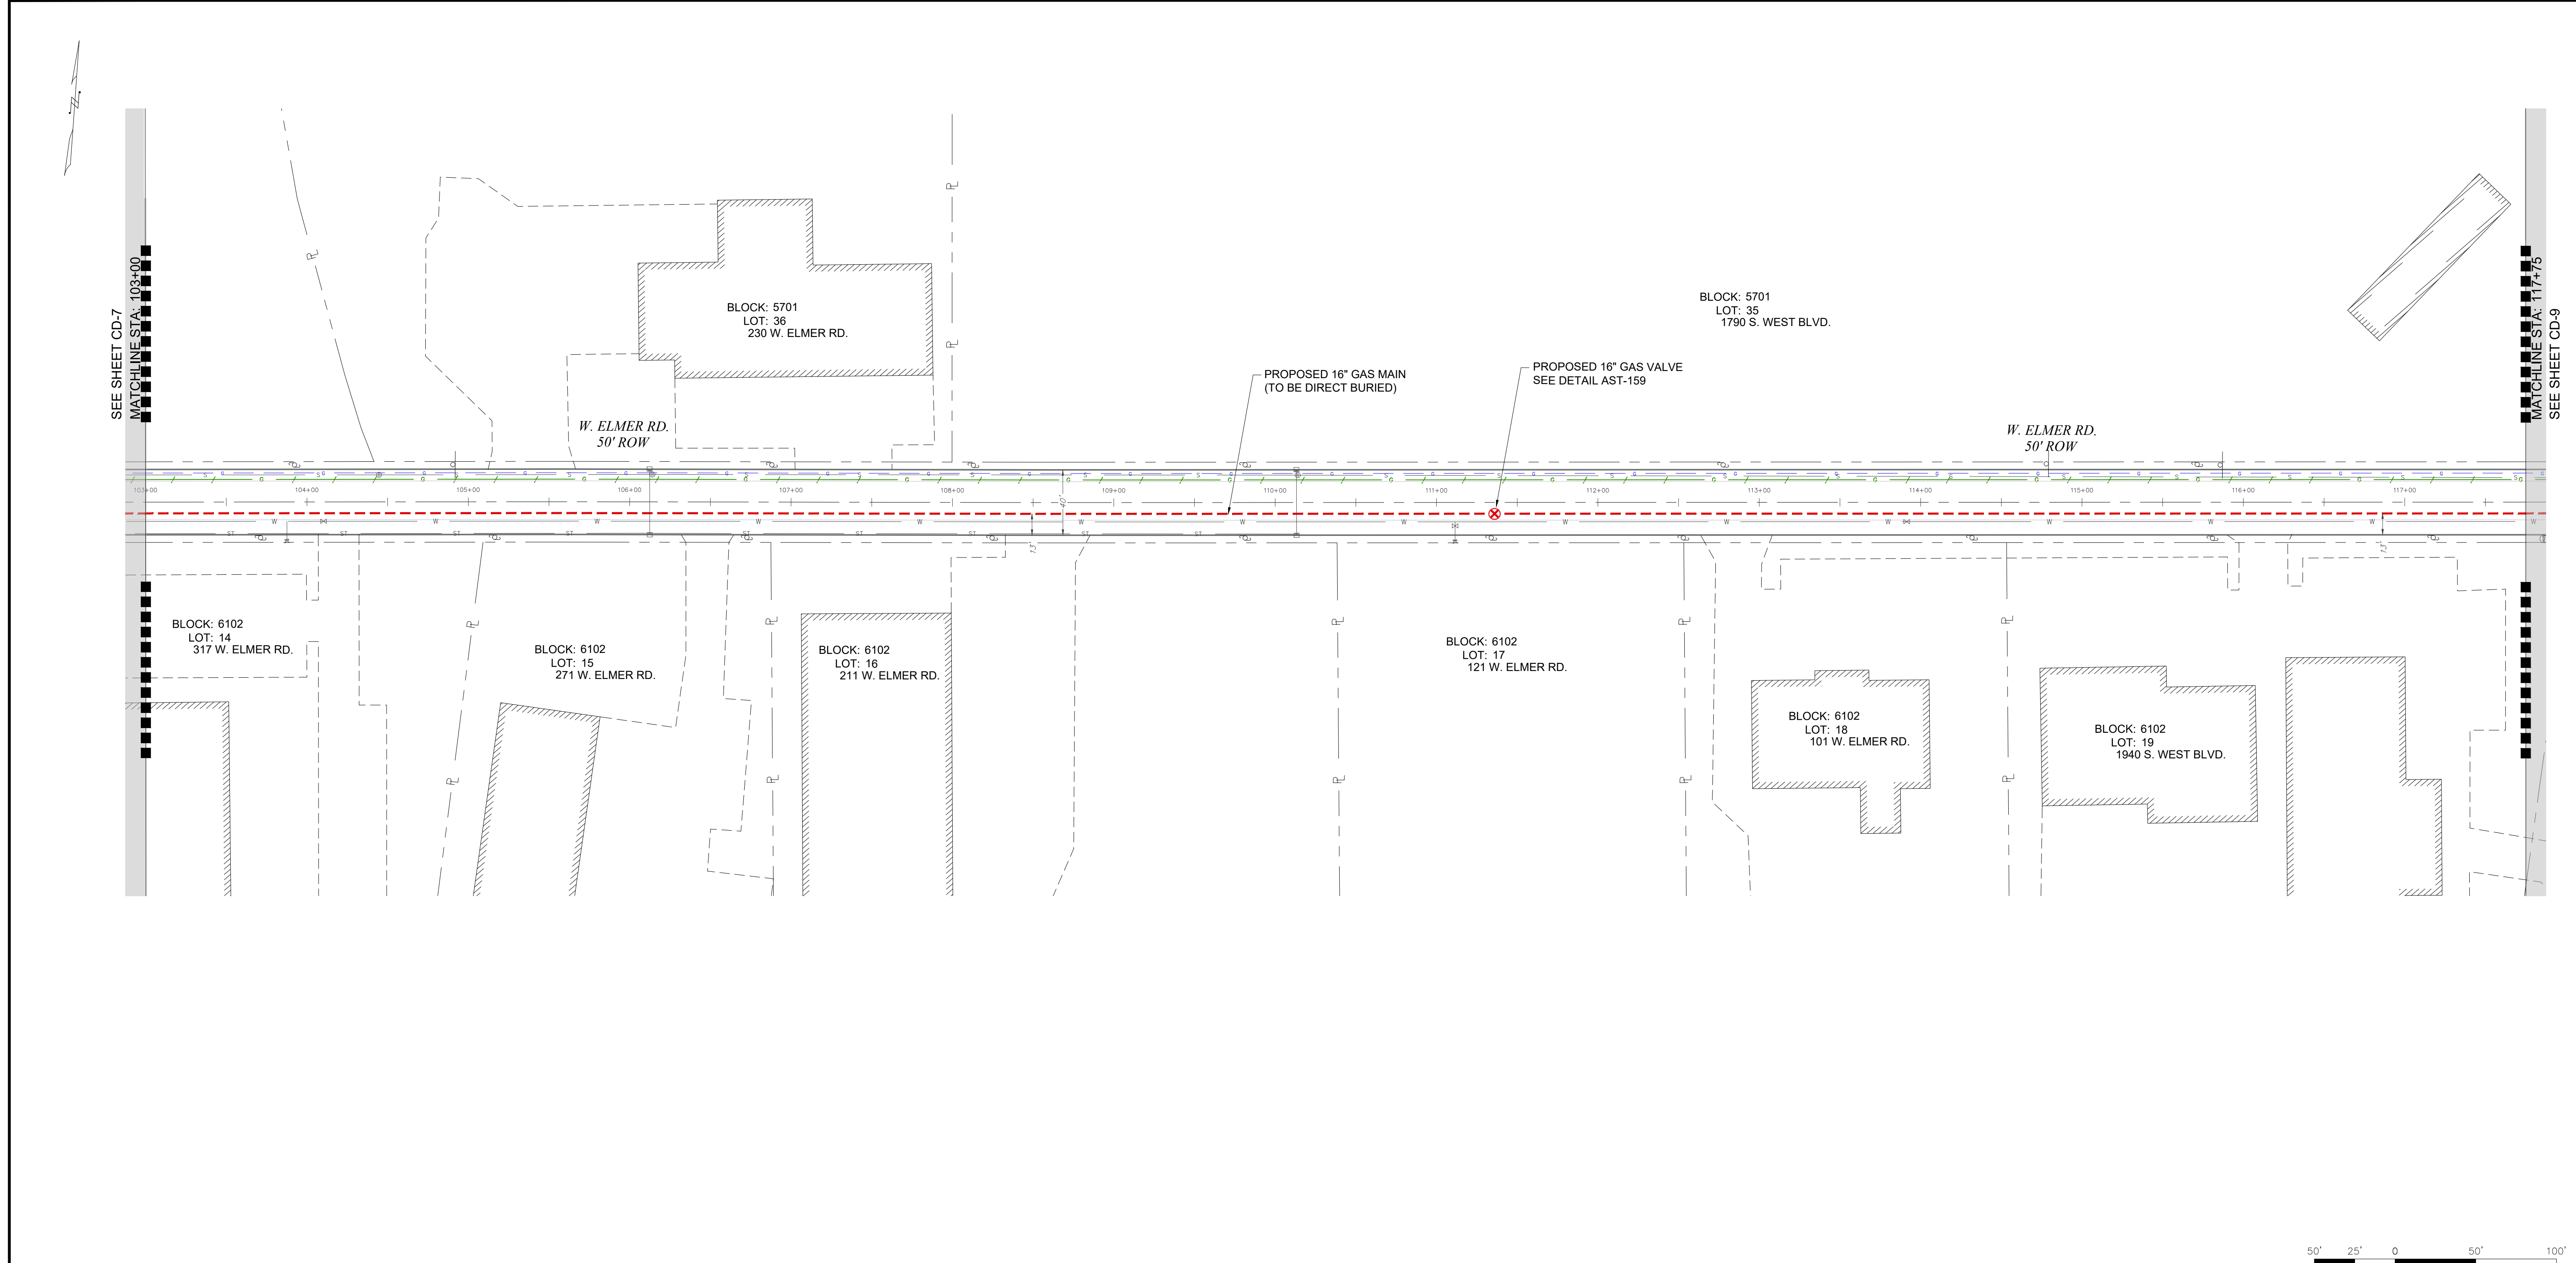 SEE SHEET CD-7
MATCHLINE STA: 103+00
BLOCK: 5701
LOT: 36
230 W. ELMER RD.
BLOCK: 5701
LOT: 35
1790 S. WEST BLVD.
MATCHLINE STA: 117+75
SEE SHEET CD-9
PROPOSED 16" GAS MAIN
(TO BE DIRECT BURIED)
PROPOSED 16" GAS VALVE
SEE DETAIL AST-159
W. ELMER RD.
50' ROW
W. ELMER RD.
50' ROW
103+00 104+00 105+00 106+00 107+00 108+00 109+00 110+00 111+00 112+00 113+00 114+00 115+00 116+00 117+00
40'
13'
13'
BLOCK: 6102
LOT: 14
317 W. ELMER RD.
BLOCK: 6102
LOT: 15
271 W. ELMER RD.
BLOCK: 6102
LOT: 16
211 W. ELMER RD.
BLOCK: 6102
LOT: 17
121 W. ELMER RD.
BLOCK: 6102
LOT: 18
101 W. ELMER RD.
BLOCK: 6102
LOT: 19
1940 S. WEST BLVD.
50' 25' 0 50' 100'